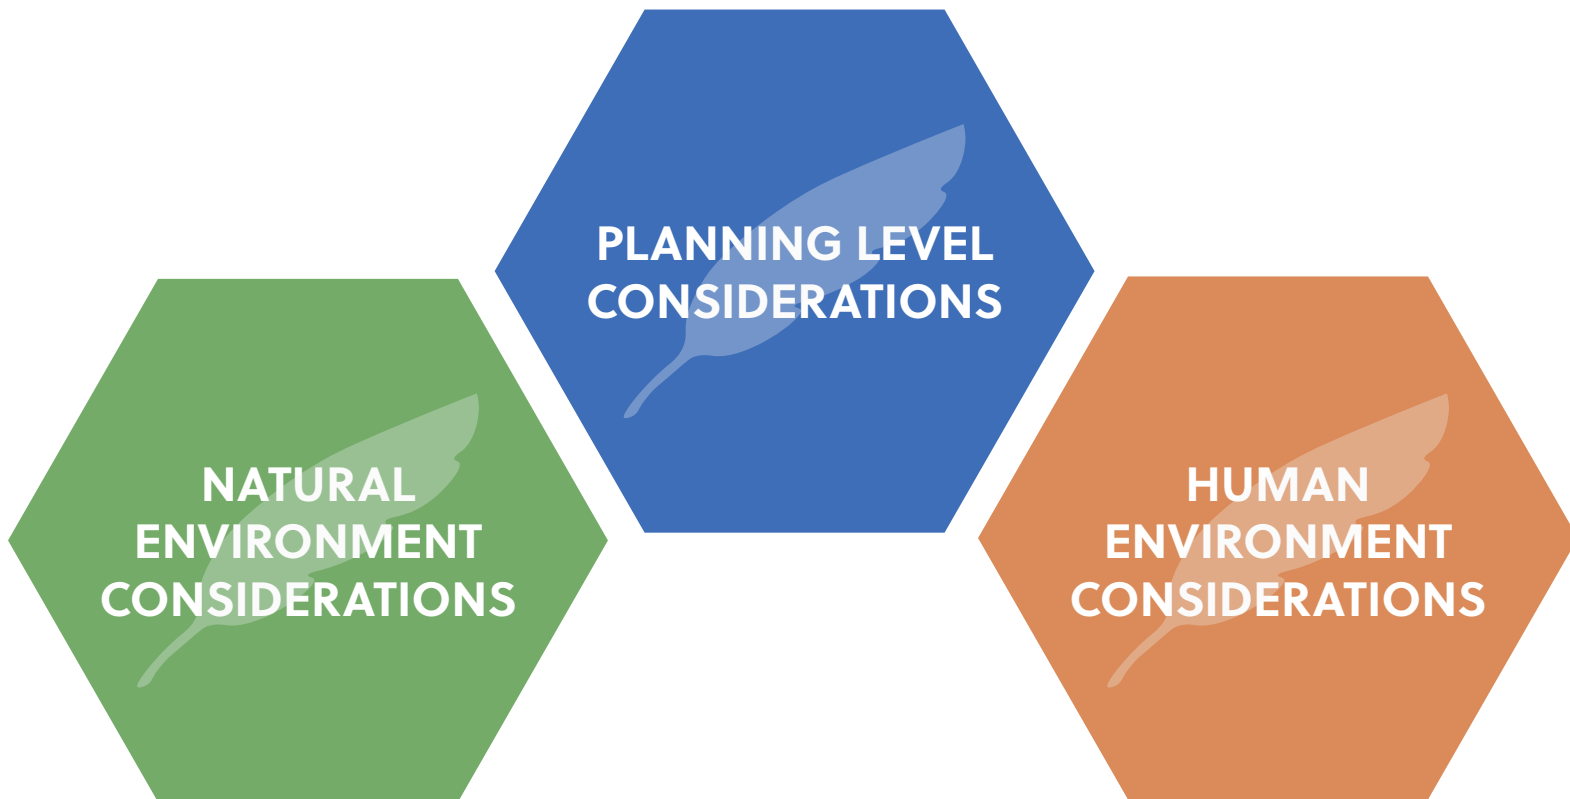 PLANNING LEVEL
CONSIDERATIONS
NATURAL
ENVIRONMENT
CONSIDERATIONS
HUMAN
ENVIRONMENT
CONSIDERATIONS